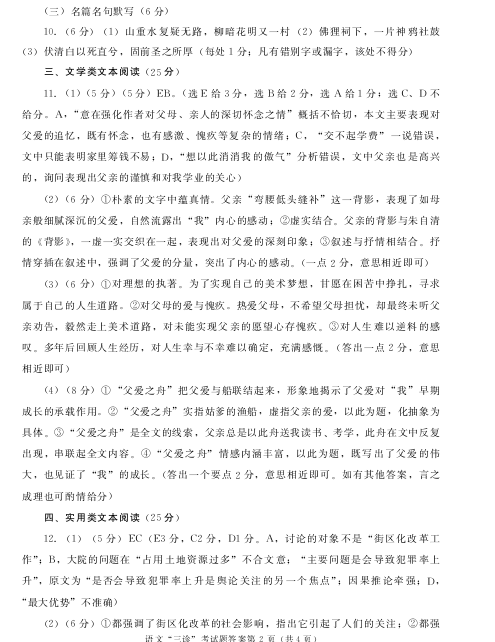 （三）名篇名句默写（6 分）
10.（6 分）（1）山重水复疑无路，柳暗花明又一村（2）佛狸祠下，一片神鸦社鼓
（3）伏清白以死直兮，固前圣之所厚（每处 1 分；凡有错别字或漏字，该处不得分）
三、文学类文本阅读（25 分）
11.（1）（5 分）（5 分）EB。（选 E 给 3 分，选 B 给 2 分，选 A 给 1 分；选 C、D 不
给分。A，“意在强化作者对父母、亲人的深切怀念之情”概括不恰切，本文主要表现对
父爱的追忆，既有怀念，也有感激、愧疚等复杂的情绪；C，“交不起学费”一说错误，
文中只能表明家里筹钱不易；D，“想以此消消我的傲气”分析错误，文中父亲也是高兴
的，询问表现出父亲的谨慎和对我学业的关心）
（2）（6 分）①朴素的文字中蕴真情。父亲“弯腰低头缝补”这一背影，表现了如母
亲般细腻深沉的父爱，自然流露出“我”内心的感动；②虚实结合。父亲的背影与朱自清
的《背影》，一虚一实交织在一起，表现出对父爱的深刻印象；③叙述与抒情相结合。抒
情穿插在叙述中，强调了父爱的分量，突出了内心的感动。（一点 2 分，意思相近即可）
（3）（6 分）①对理想的执著。为了实现自己的美术梦想，甘愿在困苦中挣扎，寻求
属于自己的人生道路。②对父母的爱与愧疚。热爱父母，不希望父母担忧，却最终未听父
亲劝告，毅然走上美术道路，对未能实现父亲的愿望心存愧疚。③对人生难以逆料的感
叹。多年后回顾人生经历，对人生幸与不幸难以确定，充满感慨。（答出一点 2 分，意思
相近即可）
（4）（8 分）①“父爱之舟”把父爱与船联结起来，形象地揭示了父爱对“我”早期
成长的承载作用。②“父爱之舟”实指姑爹的渔船，虚指父亲的爱，以此为题，化抽象为
具体。③“父爱之舟”是全文的线索，父亲总是以此舟送我读书、考学，此舟在文中反复
出现，串联起全文内容。④“父爱之舟”情感内涵丰富，以此为题，既写出了父爱的伟
大，也见证了“我”的成长。（答出一个要点 2 分，意思相近即可。如有其他答案，言之
成理也可酌情给分）
四、实用类文本阅读（25 分）
12.（1）（5 分）EC（E3 分，C2 分，D1 分。A，讨论的对象不是“街区化改革工
作”；B，大院的问题在“占用土地资源过多”不合文意；“主要问题是会导致犯罪率上
升”，原文为“是否会导致犯罪率上升是舆论关注的另一个焦点”；因果推论牵强；D，
“最大优势”不准确）
（2）（6 分）①都强调了街区化改革的社会影响，指出它引起了人们的关注；②都强
语文“三诊”考试题答案第 2 页（共 4 页）